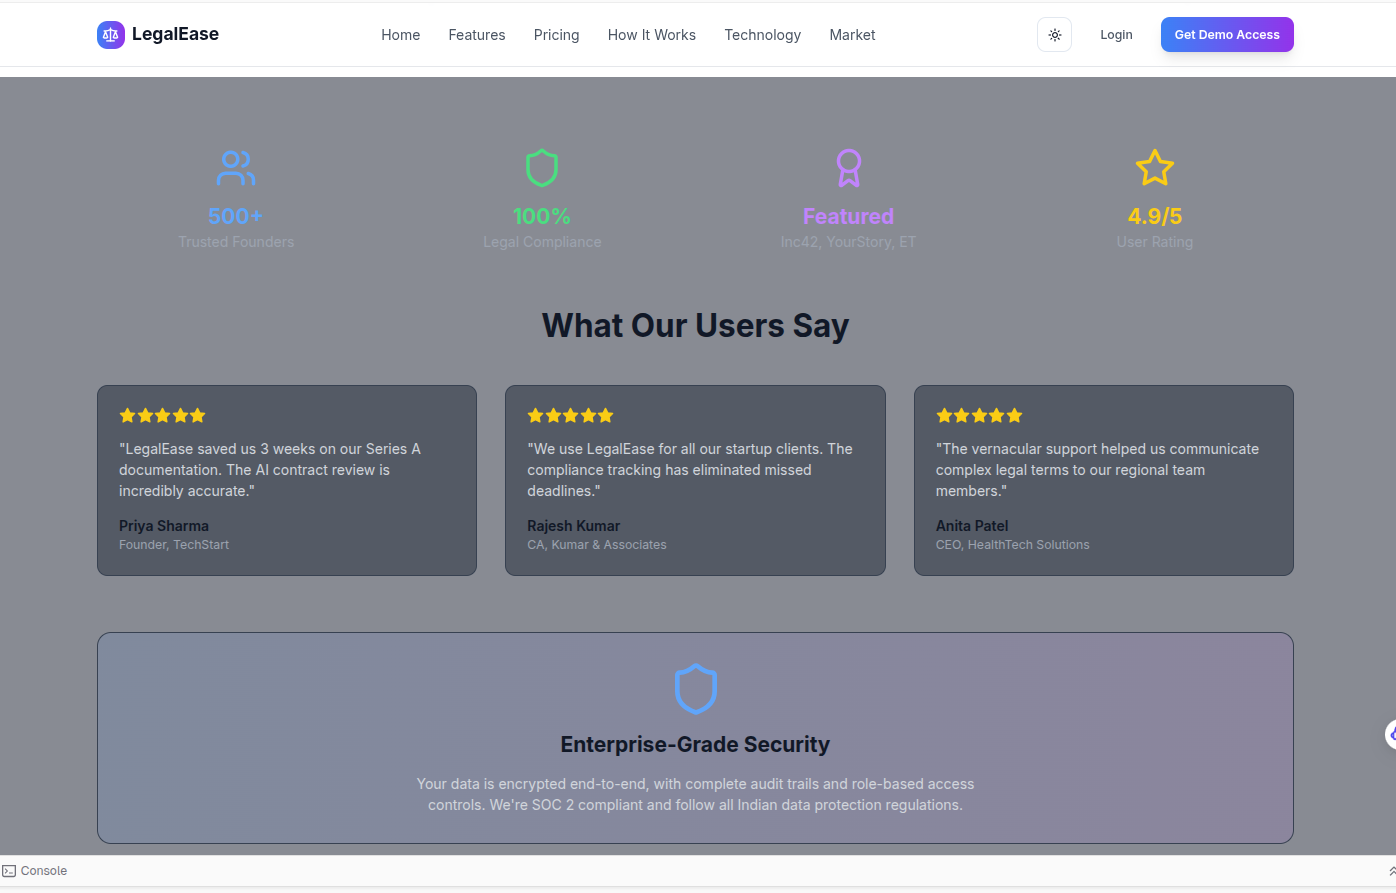 LegalEase
Home Features Pricing How It Works Technology Market
Login
Get Demo Access
500+
Trusted Founders
100%
Legal Compliance
Featured
Inc42, YourStory, ET
4.9/5
User Rating
What Our Users Say
"LegalEase saved us 3 weeks on our Series A
documentation. The AI contract review is
incredibly accurate."
Priya Sharma
Founder, TechStart
"We use LegalEase for all our startup clients. The
compliance tracking has eliminated missed
deadlines."
Rajesh Kumar
CA, Kumar & Associates
"The vernacular support helped us communicate
complex legal terms to our regional team
members."
Anita Patel
CEO, HealthTech Solutions
Enterprise-Grade Security
Your data is encrypted end-to-end, with complete audit trails and role-based access
controls. We're SOC 2 compliant and follow all Indian data protection regulations.
Console